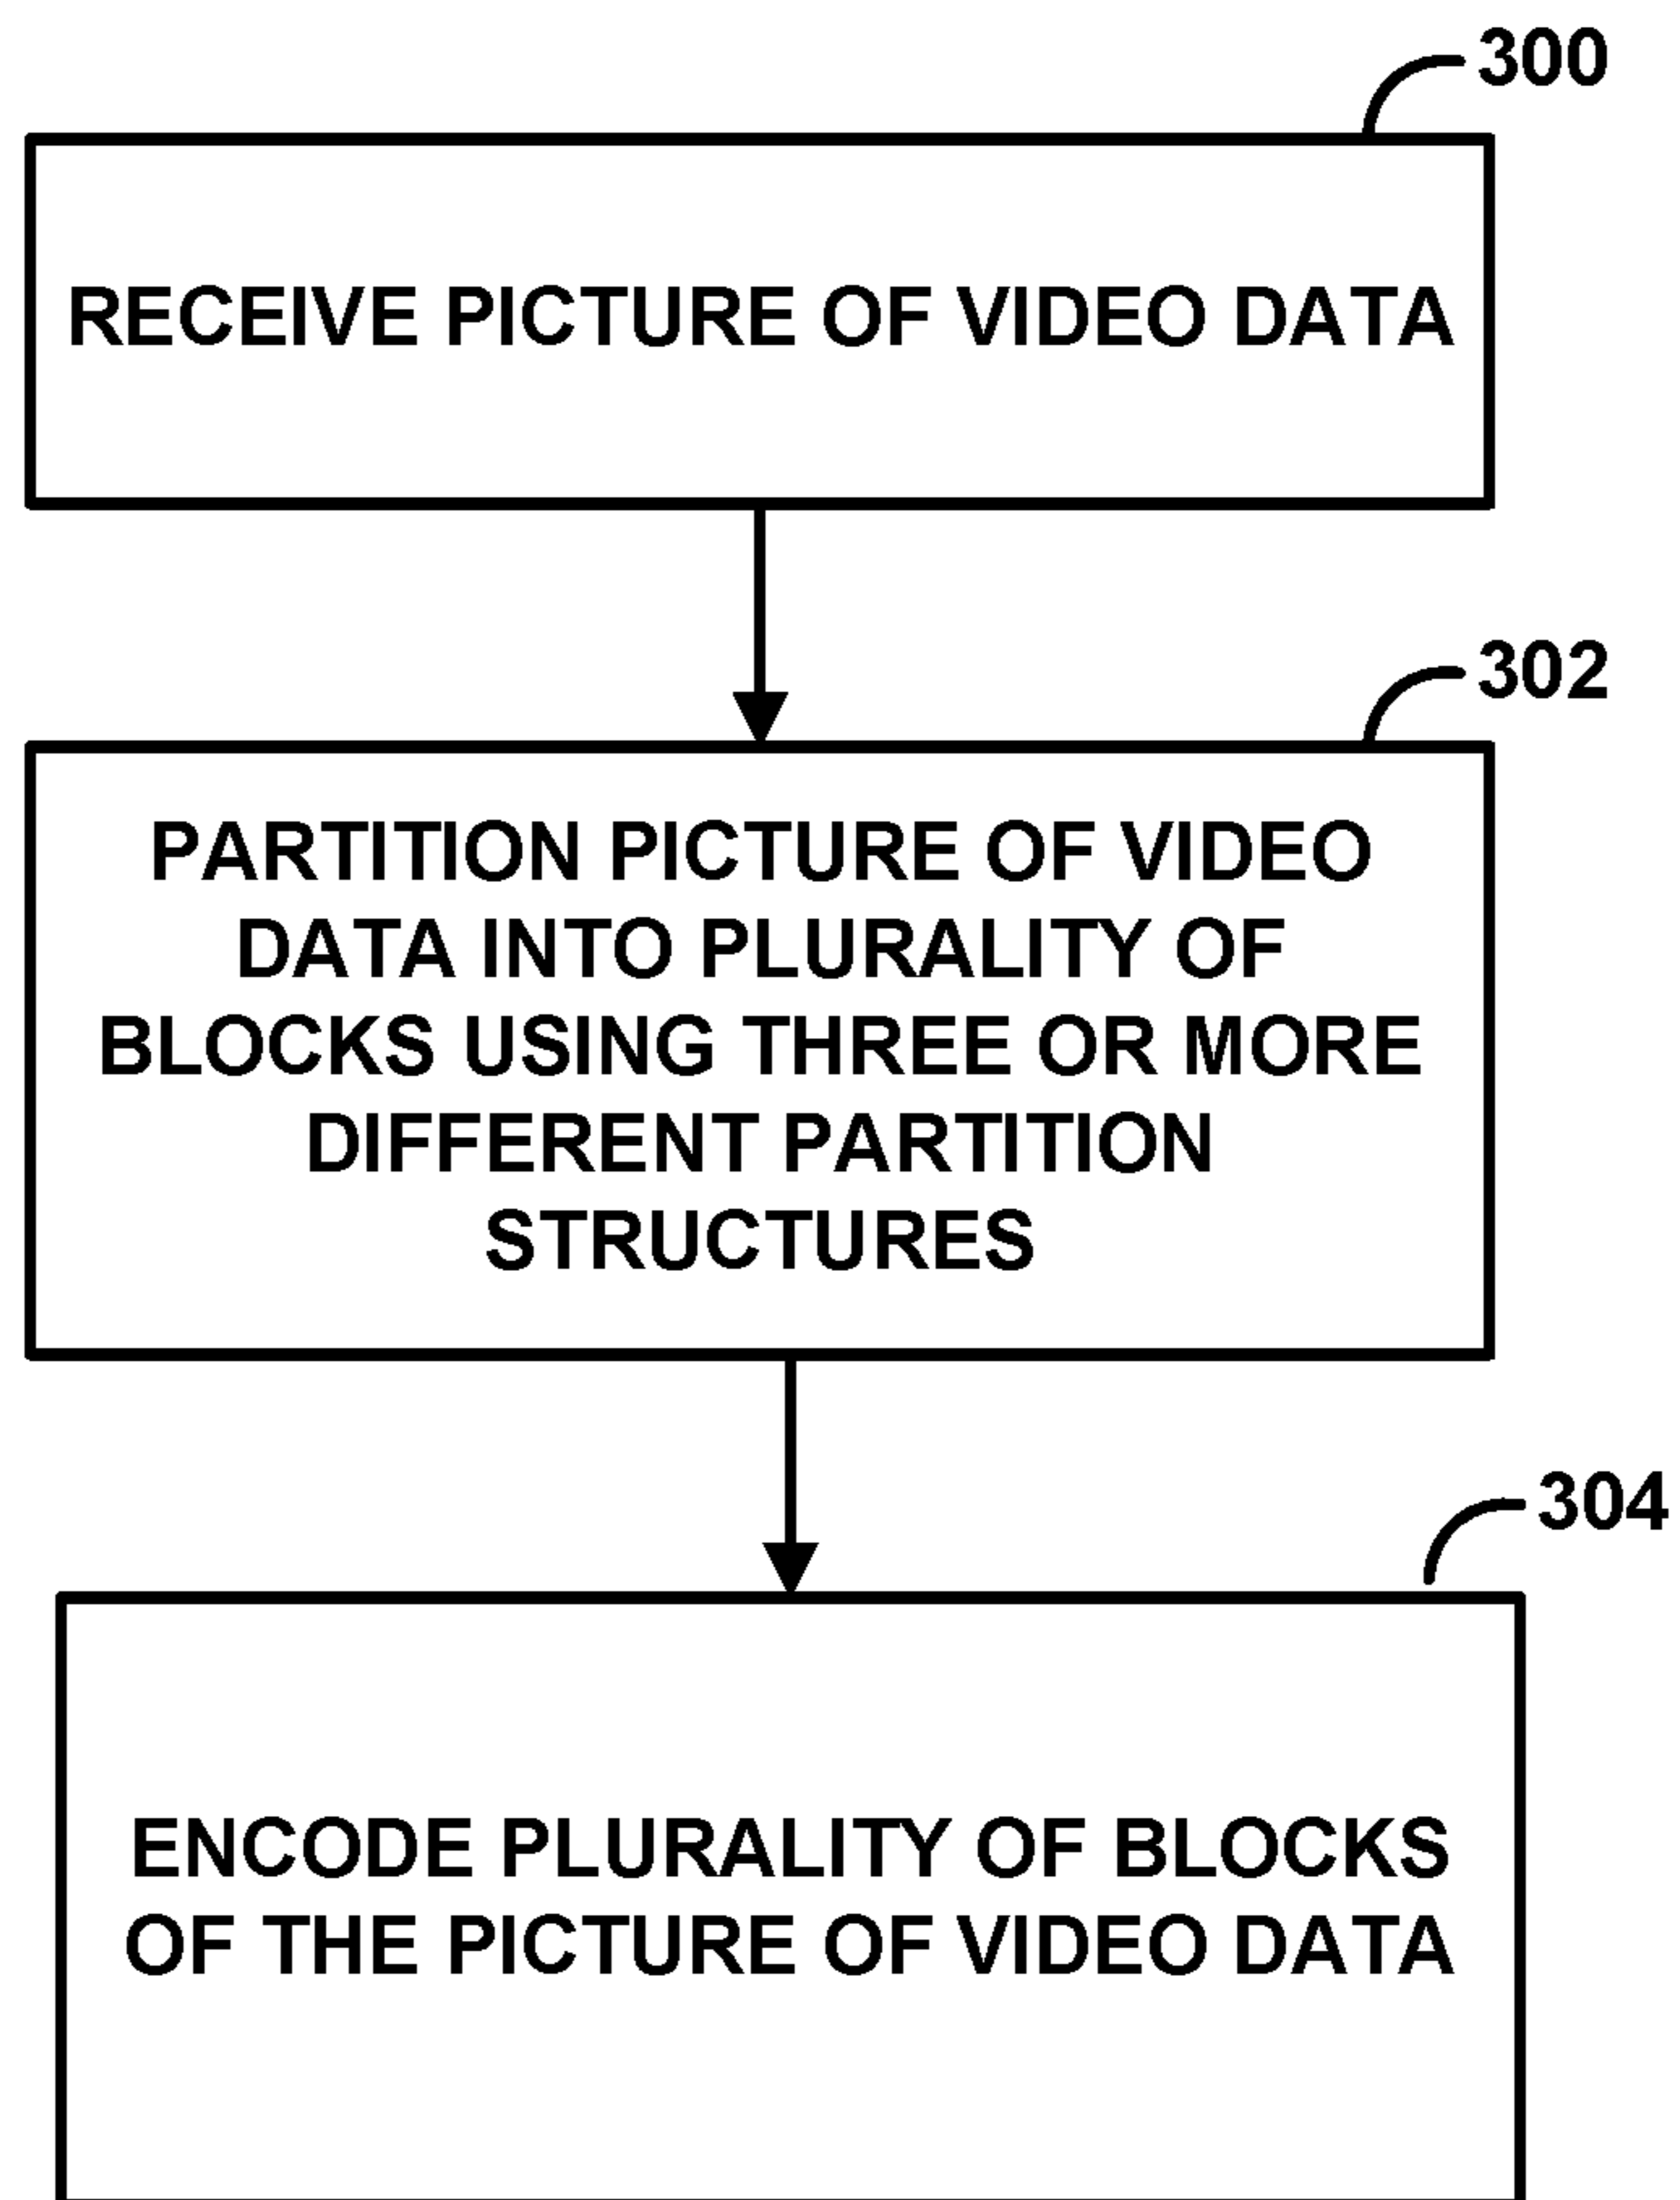 300
RECEIVE PICTURE OF VIDEO DATA
302
PARTITION PICTURE OF VIDEO
DATA INTO PLURALITY OF
BLOCKS USING THREE OR MORE
DIFFERENT PARTITION
STRUCTURES
304
ENCODE PLURALITY OF BLOCKS
OF THE PICTURE OF VIDEO DATA